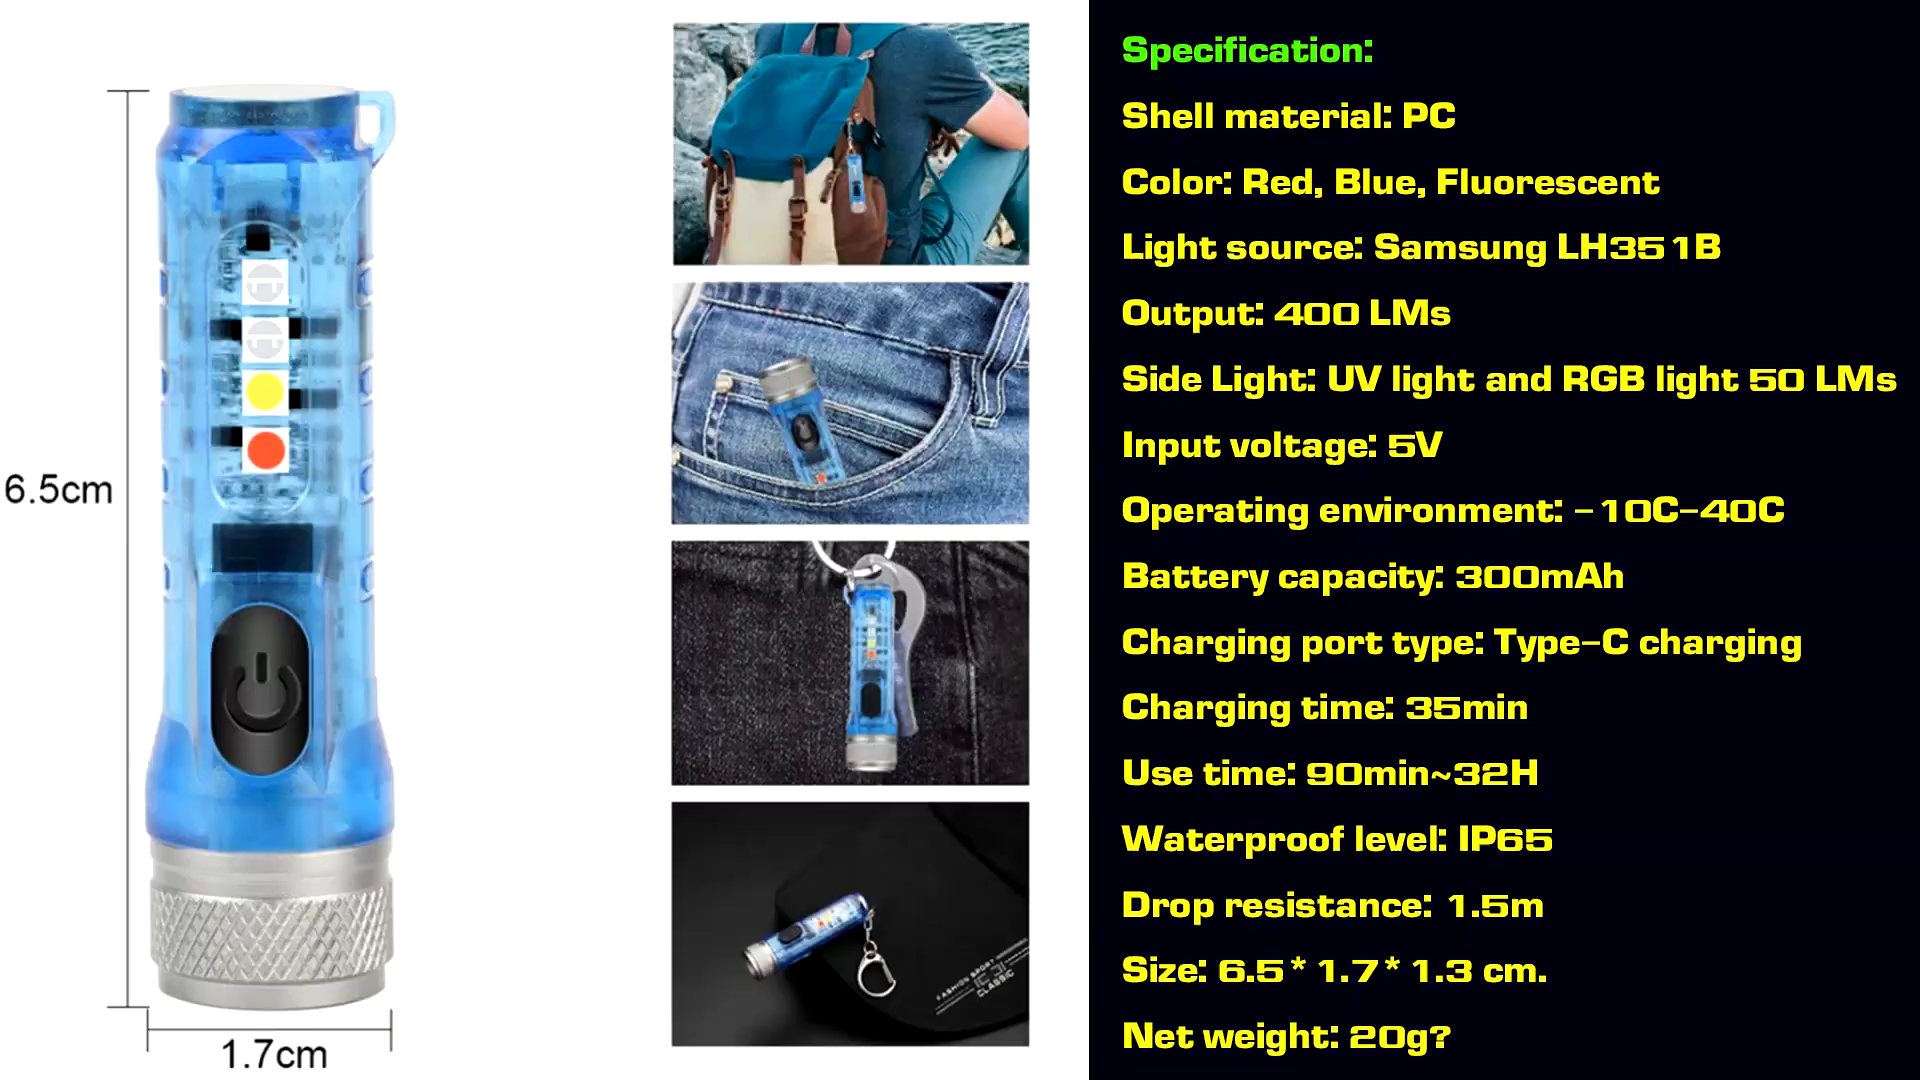 6.5cm
1.7cm
FASHION SPORT
CLASSIC
Specification:
Shell material: PC
Color: Red, Blue, Fluorescent
Light source: Samsung LH351B
Output: 400 LMs
Side Light: UV light and RGB light 50 LMs
Input voltage: 5V
Operating environment: -10C-40C
Battery capacity: 300mAh
Charging port type: Type-C charging
Charging time: 35min
Use time: 90min~32H
Waterproof level: IP65
Drop resistance: 1.5m
Size: 6.5* 1.7* 1.3 cm.
Net weight: 20g?